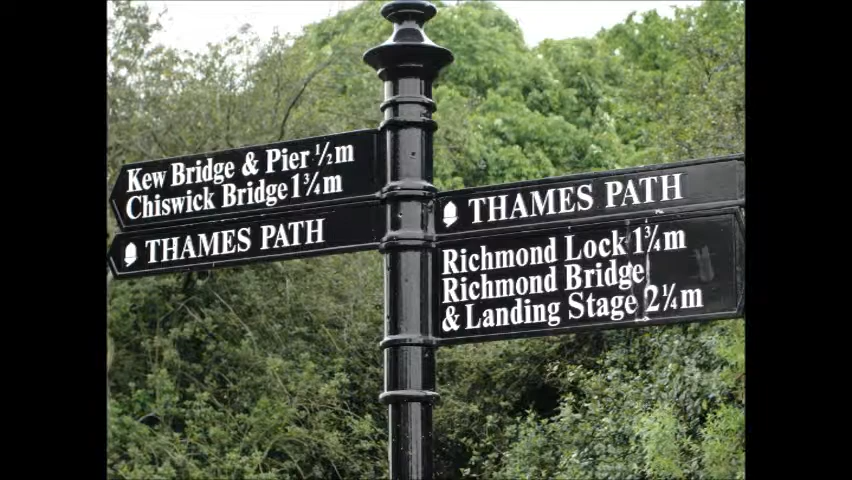 Kew Bridge & Pier ½m
Chiswick Bridge 1¾m
THAMES PATH
THAMES PATH
Richmond Lock 1¾m
Richmond Bridge
& Landing Stage 2¼m